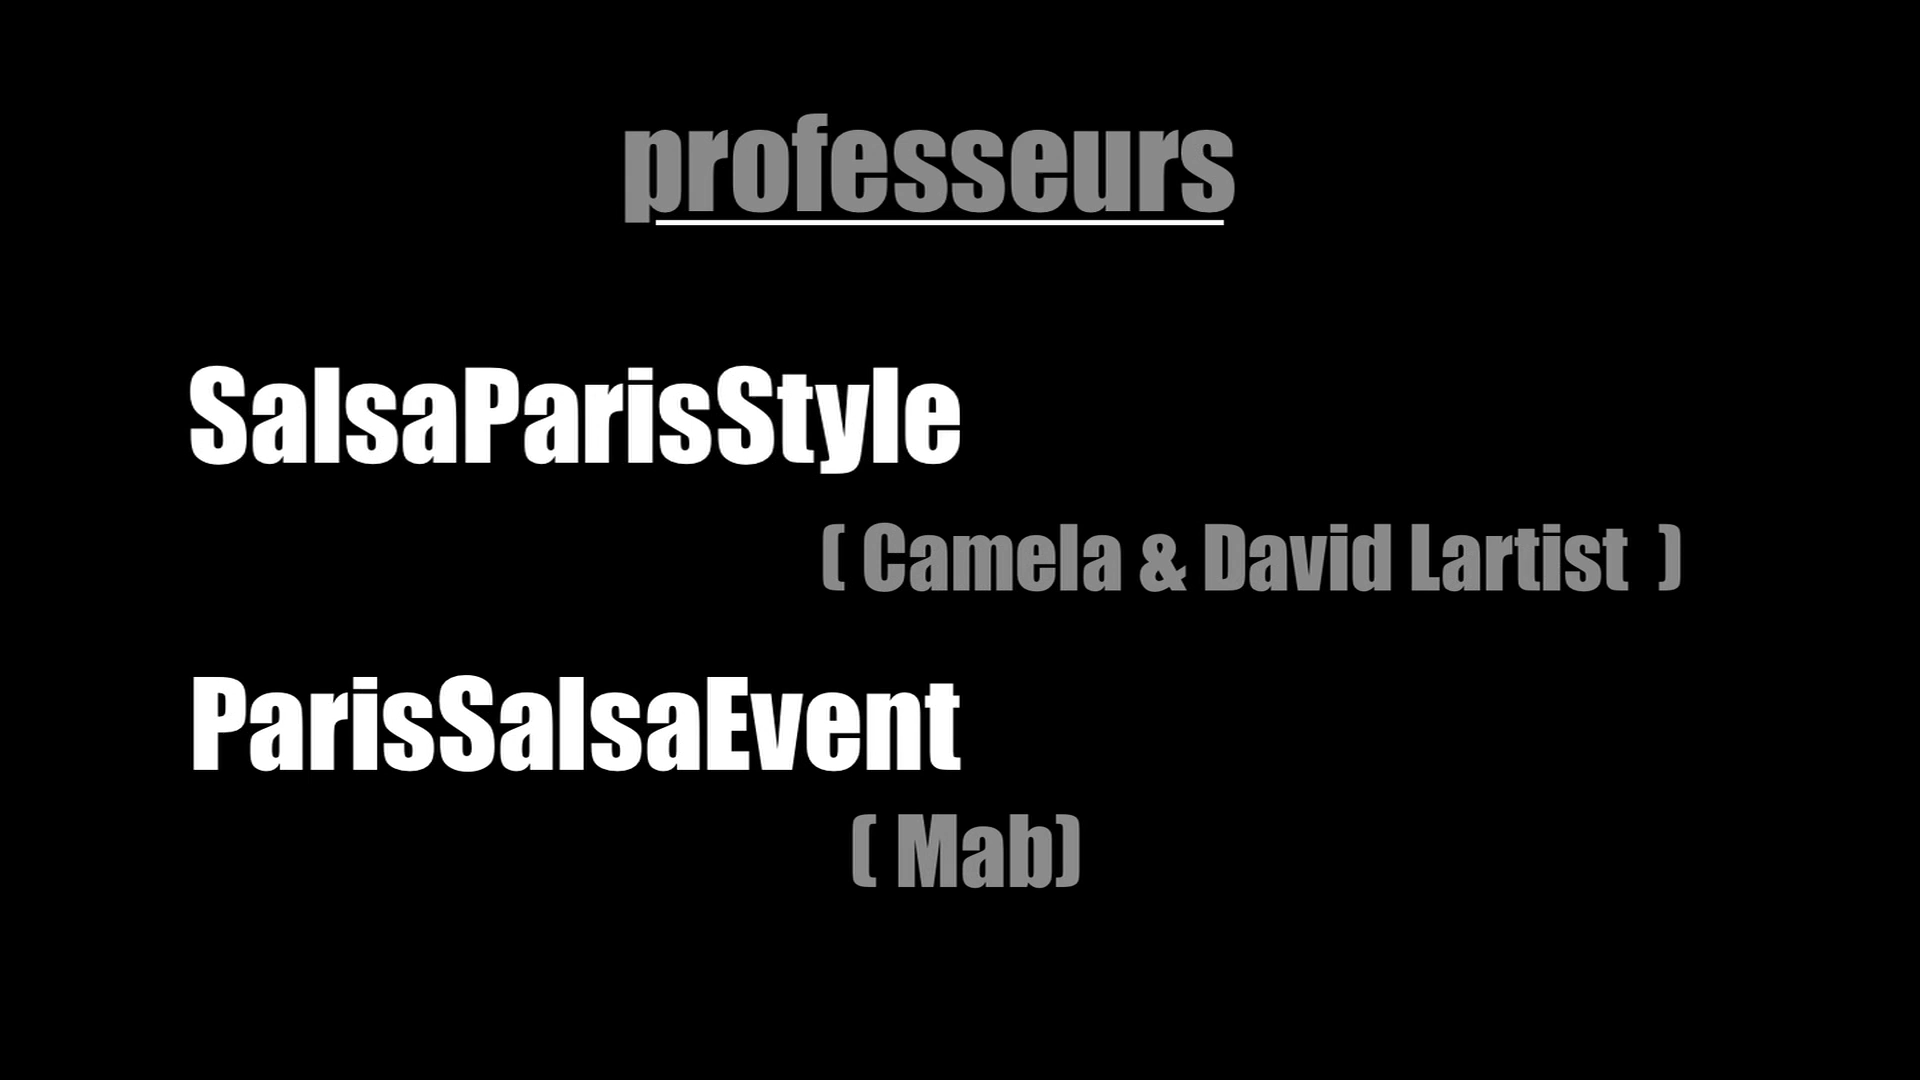 professeurs
SalsaParisStyle
( Camela & David Lartist )
ParisSalsaEvent
( Mab)